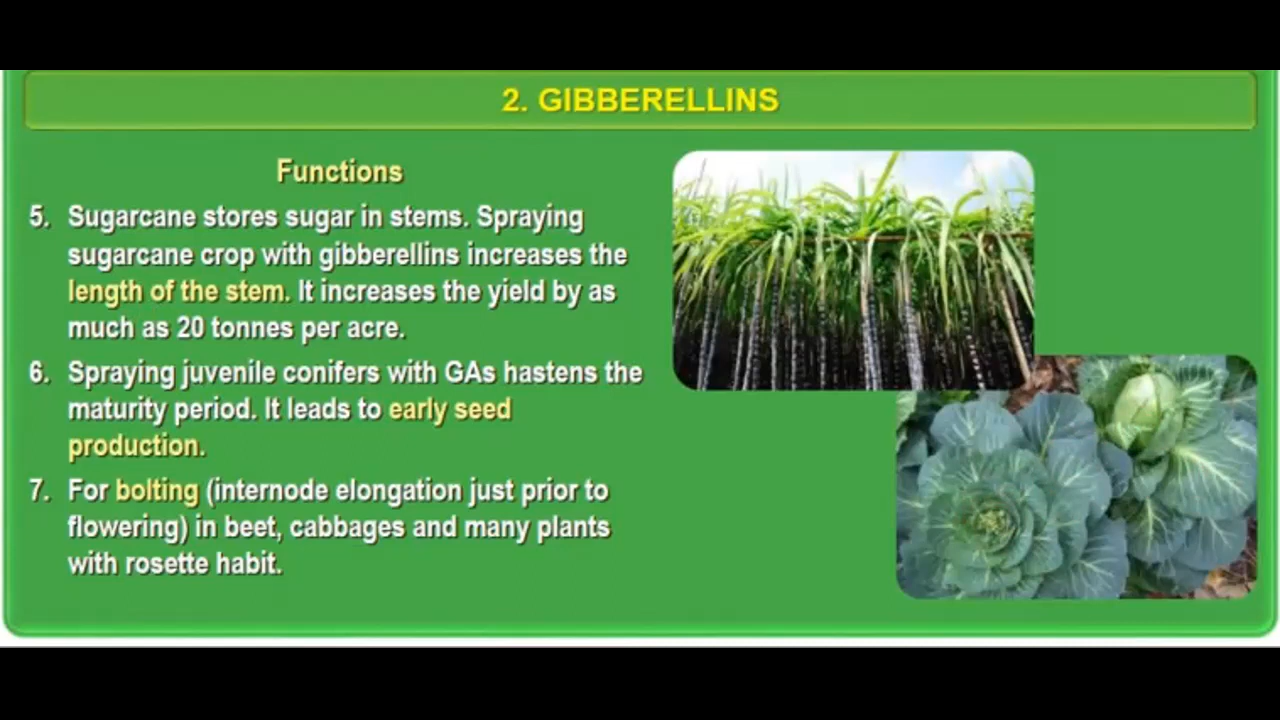 2. GIBBERELLINS
Functions
5. Sugarcane stores sugar in stems. Spraying
sugarcane crop with gibberellins increases the
length of the stem. It increases the yield by as
much as 20 tonnes per acre.
6. Spraying juvenile conifers with GAs hastens the
maturity period. It leads to early seed
production.
7. For bolting (internode elongation just prior to
flowering) in beet, cabbages and many plants
with rosette habit.